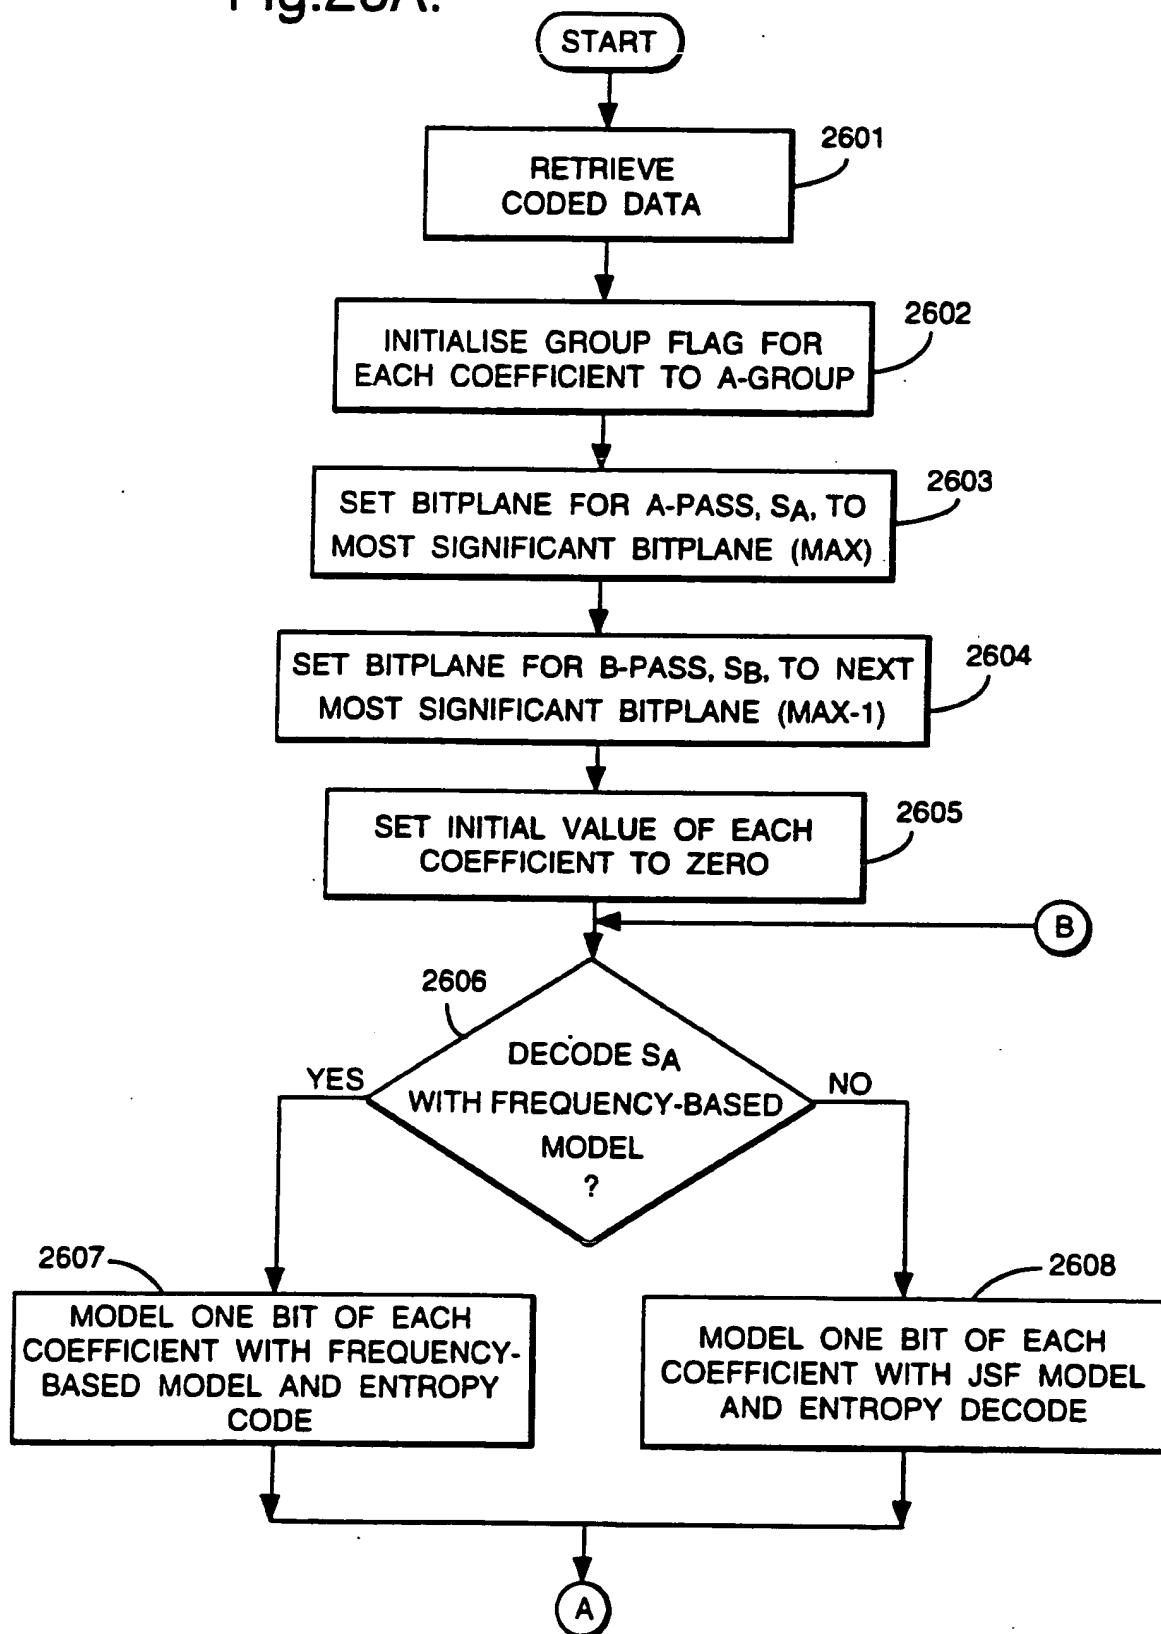 START
2601
RETRIEVE
CODED DATA
2602
INITIALISE GROUP FLAG FOR
EACH COEFFICIENT TO A-GROUP
2603
SET BITPLANE FOR A-PASS, SA, TO
MOST SIGNIFICANT BITPLANE (MAX)
2604
SET BITPLANE FOR B-PASS, SB, TO NEXT
MOST SIGNIFICANT BITPLANE (MAX-1)
2605
SET INITIAL VALUE OF EACH
COEFFICIENT TO ZERO
B
2606
DECODE SA
WITH FREQUENCY-BASED
MODEL
?
YES
NO
2607
MODEL ONE BIT OF EACH
COEFFICIENT WITH FREQUENCY-
BASED MODEL AND ENTROPY
CODE
2608
MODEL ONE BIT OF EACH
COEFFICIENT WITH JSF MODEL
AND ENTROPY DECODE
A